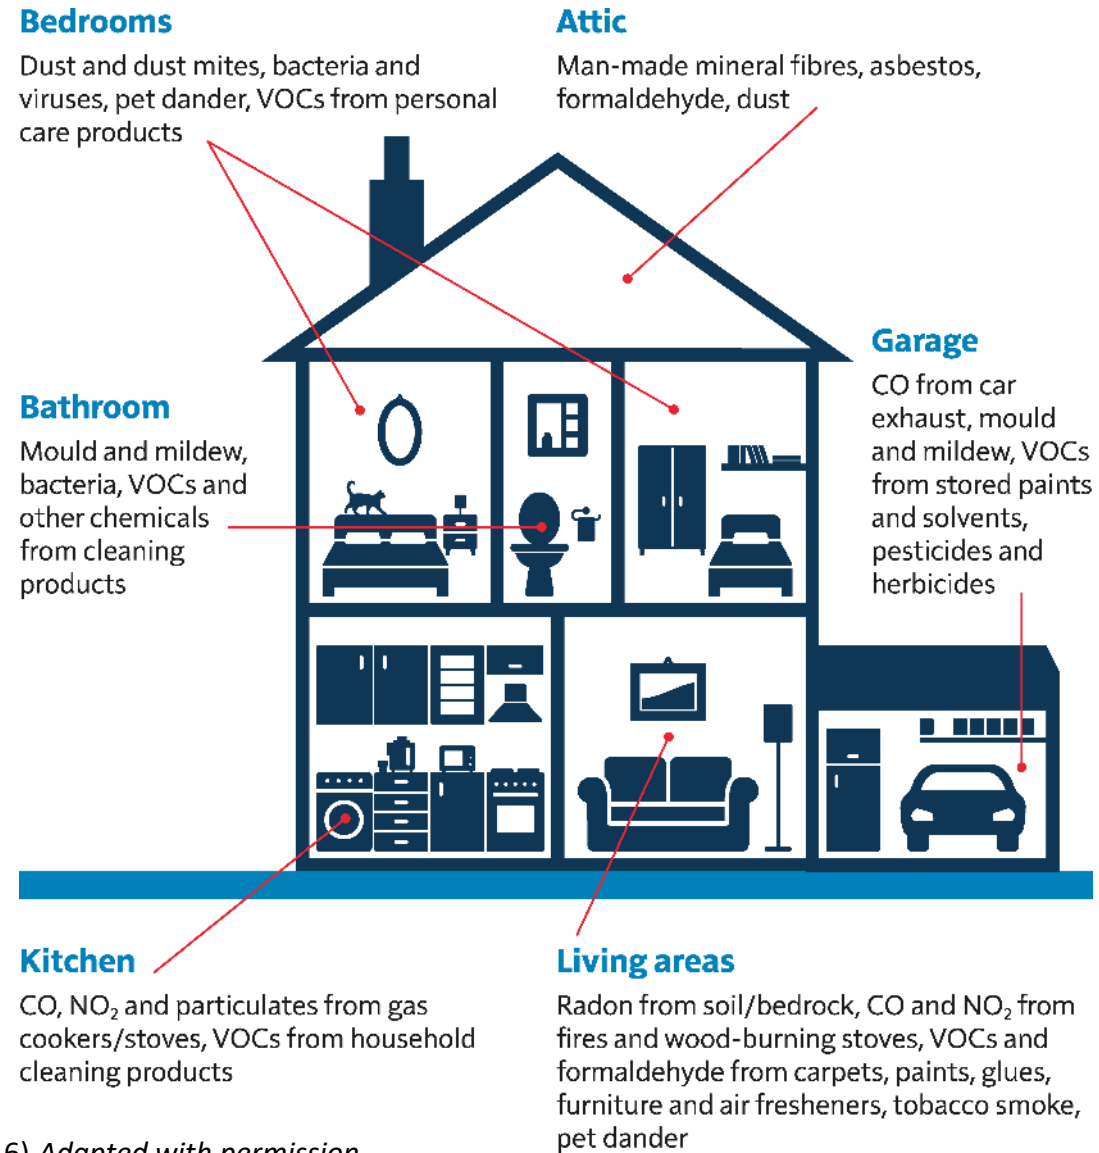 Bedrooms
Dust and dust mites, bacteria and
viruses, pet dander, VOCs from personal
care products
Attic
Man-made mineral fibres, asbestos,
formaldehyde, dust
Garage
CO from car
exhaust, mould
and mildew, VOCs
from stored paints
and solvents,
pesticides and
herbicides
Bathroom
Mould and mildew,
bacteria, VOCs and
other chemicals
from cleaning
products
Kitchen
CO, NO₂ and particulates from gas
cookers/stoves, VOCs from household
cleaning products
Living areas
Radon from soil/bedrock, CO and NO₂ from
fires and wood-burning stoves, VOCs and
formaldehyde from carpets, paints, glues,
furniture and air fresheners, tobacco smoke,
pet dander
6) Adapted with permission